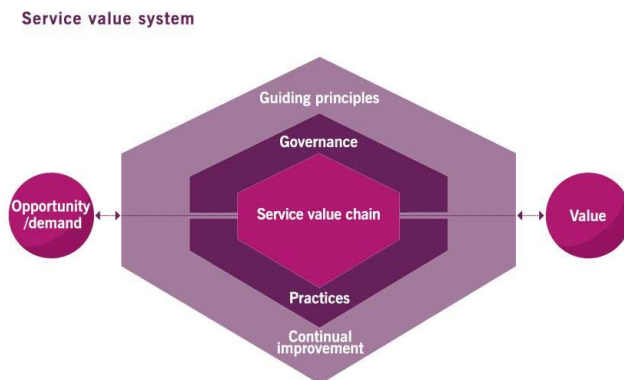 Service value system
Guiding principles
Governance
Opportunity
/demand
Service value chain
Value
Practices
Continual
improvement